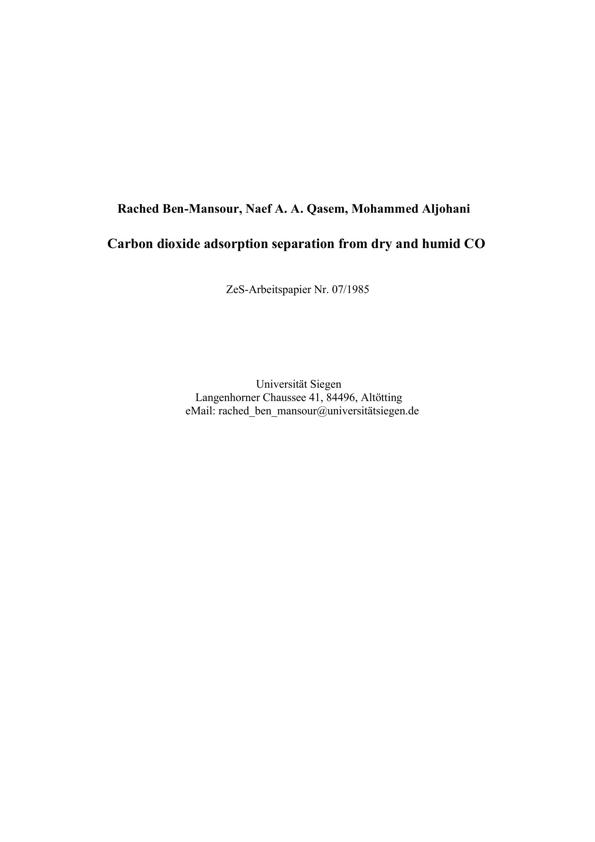 Rached Ben-Mansour, Naef A. A. Qasem, Mohammed Aljohani
Carbon dioxide adsorption separation from dry and humid CO
ZeS-Arbeitspapier Nr. 07/1985
Universität Siegen
Langenhorner Chaussee 41, 84496, Altötting
eMail: rached_ben_mansour@universitätsiegen.de